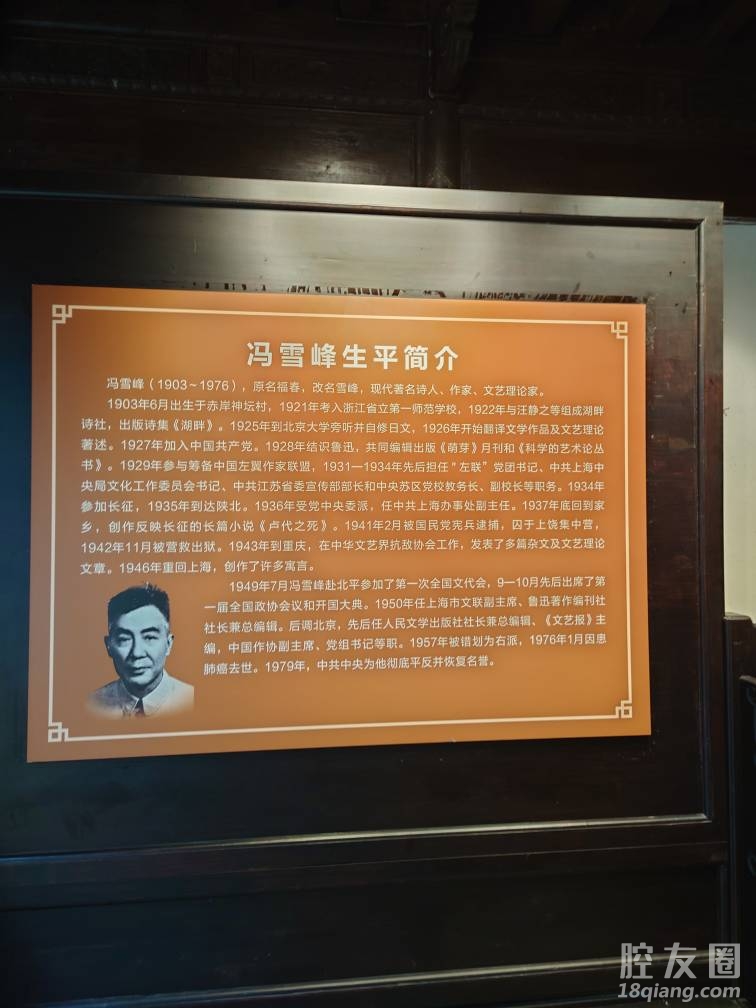 冯雪峰生平简介
冯雪峰（1903～1976），原名福春，改名雪峰，现代著名诗人、作家、文艺理论家。
1903年6月出生于赤岸神坛村，1921年考入浙江省立第一师范学校，1922年与汪静之等组成湖畔
诗社，出版诗集《湖畔》。1925年到北京大学旁听并自修日文，1926年开始翻译文学作品及文艺理论
著述。1927年加入中国共产党。1928年结识鲁迅，共同编辑出版《萌芽》月刊和《科学的艺术论丛
书》。1929年参与筹备中国左翼作家联盟，1931—1934年先后担任"左联"党团书记、中共上海中
央局文化工作委员会书记、中共江苏省委宣传部部长和中央苏区党校教务长、副校长等职务。1934年
参加长征，1935年到达陕北。1936年受党中央委派，任中共上海办事处副主任。1937年底回到家
乡，创作反映长征的长篇小说《卢代之死》。1941年2月被国民党宪兵逮捕，囚于上饶集中营，
1942年11月被营救出狱。1943年到重庆，在中华文艺界抗敌协会工作，发表了多篇杂文及文艺理论
文章。1946年重回上海，创作了许多寓言。
1949年7月冯雪峰赴北平参加了第一次全国文代会，9—10月先后出席了第
一届全国政协会议和开国大典。1950年任上海市文联副主席、鲁迅著作编刊社
社长兼总编辑。后调北京，先后任人民文学出版社社长兼总编辑、《文艺报》主
编，中国作协副主席、党组书记等职。1957年被错划为右派，1976年1月因患
肺癌去世。1979年，中共中央为他彻底平反并恢复名誉。
腔友圈
18qiang.com